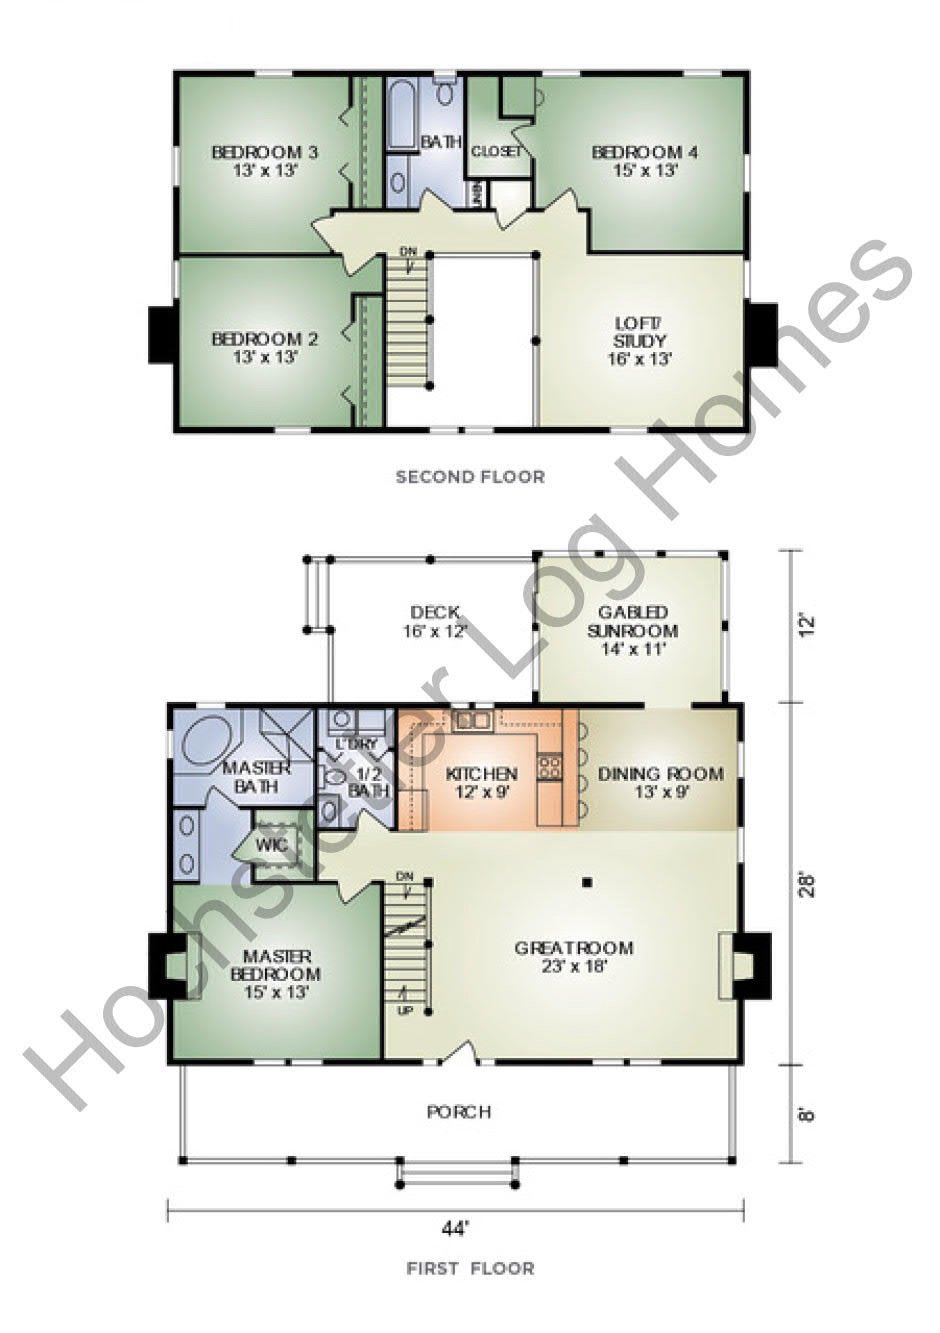 BEDROOM 3
13' x 13'
BATH
CLOSET
LINEN
BEDROOM 4
15' x 13'
DN
BEDROOM 2
13' x 13'
LOFT/
STUDY
16' x 13'
SECOND FLOOR
DECK
16' x 12'
GABLED
SUNROOM
14' x 11'
12'
L'DRY
MASTER
BATH
1/2
BATH
KITCHEN
12' x 9'
DINING ROOM
13' x 9'
WIC
DN
28'
MASTER
BEDROOM
15' x 13'
GREATROOM
23' x 18'
UP
PORCH
8'
44'
FIRST FLOOR
Hochstetler Log Homes